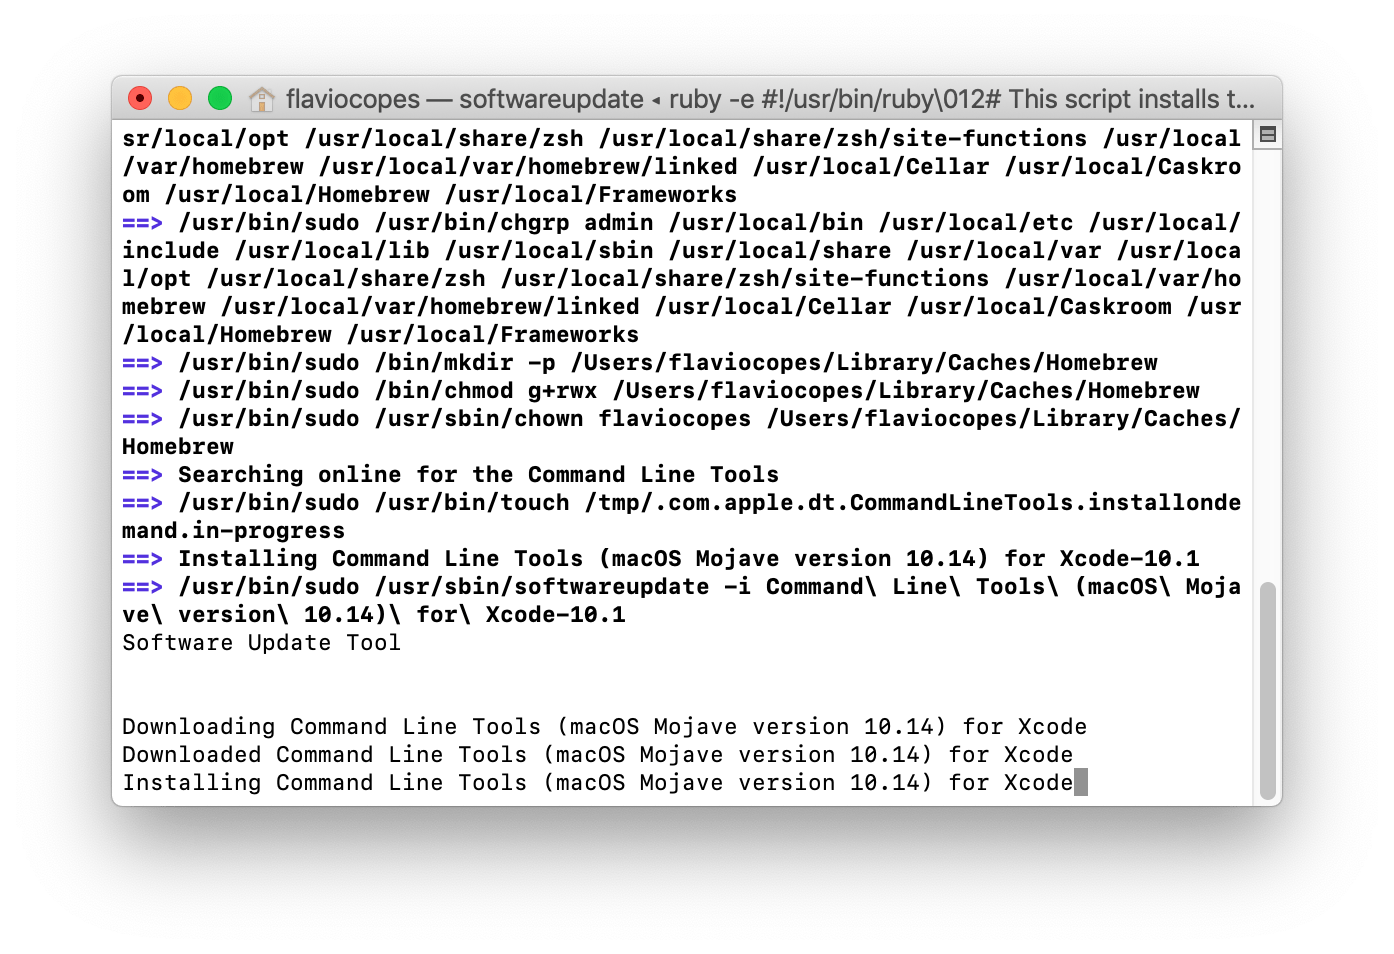 flaviocopes — softwareupdate ◂ ruby -e #!/usr/bin/ruby\012# This script installs t...
sr/local/opt /usr/local/share/zsh /usr/local/share/zsh/site-functions /usr/local
/var/homebrew /usr/local/var/homebrew/linked /usr/local/Cellar /usr/local/Caskro
om /usr/local/Homebrew /usr/local/Frameworks
==> /usr/bin/sudo /usr/bin/chgrp admin /usr/local/bin /usr/local/etc /usr/local/
include /usr/local/lib /usr/local/sbin /usr/local/share /usr/local/var /usr/loca
l/opt /usr/local/share/zsh /usr/local/share/zsh/site-functions /usr/local/var/ho
mebrew /usr/local/var/homebrew/linked /usr/local/Cellar /usr/local/Caskroom /usr
/local/Homebrew /usr/local/Frameworks
==> /usr/bin/sudo /bin/mkdir -p /Users/flaviocopes/Library/Caches/Homebrew
==> /usr/bin/sudo /bin/chmod g+rwx /Users/flaviocopes/Library/Caches/Homebrew
==> /usr/bin/sudo /usr/sbin/chown flaviocopes /Users/flaviocopes/Library/Caches/
Homebrew
==> Searching online for the Command Line Tools
==> /usr/bin/sudo /usr/bin/touch /tmp/.com.apple.dt.CommandLineTools.installonde
mand.in-progress
==> Installing Command Line Tools (macOS Mojave version 10.14) for Xcode-10.1
==> /usr/bin/sudo /usr/sbin/softwareupdate -i Command\ Line\ Tools\ (macOS\ Moja
ve\ version\ 10.14)\ for\ Xcode-10.1
Software Update Tool
Downloading Command Line Tools (macOS Mojave version 10.14) for Xcode
Downloaded Command Line Tools (macOS Mojave version 10.14) for Xcode
Installing Command Line Tools (macOS Mojave version 10.14) for Xcode